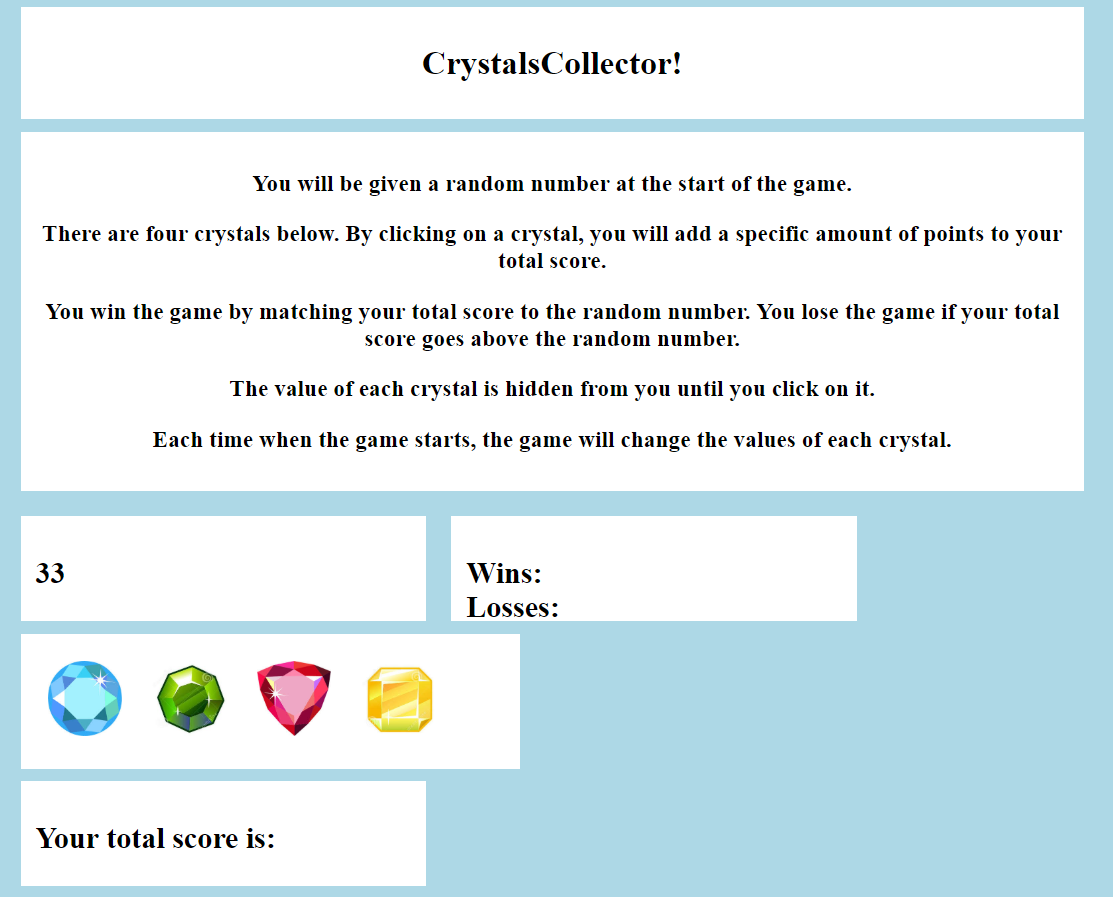 CrystalsCollector!
You will be given a random number at the start of the game.
There are four crystals below. By clicking on a crystal, you will add a specific amount of points to your
total score.
You win the game by matching your total score to the random number. You lose the game if your total
score goes above the random number.
The value of each crystal is hidden from you until you click on it.
Each time when the game starts, the game will change the values of each crystal.
33
Wins:
Losses:
Your total score is: